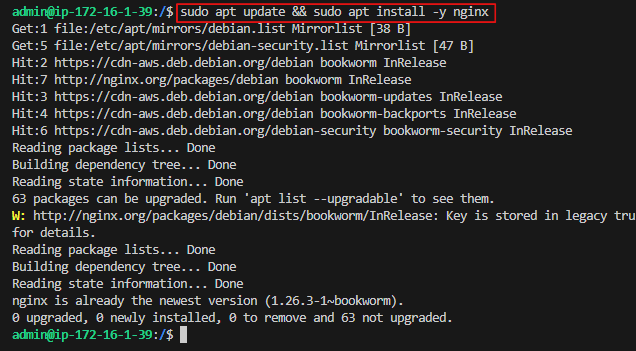 admin@ip-172-16-1-39:/$ sudo apt update && sudo apt install -y nginx
Get:1 file:/etc/apt/mirrors/debian.list Mirrorlist [38 B]
Get:5 file:/etc/apt/mirrors/debian-security.list Mirrorlist [47 B]
Hit:2 https://cdn-aws.deb.debian.org/debian bookworm InRelease
Hit:7 http://nginx.org/packages/debian bookworm InRelease
Hit:3 https://cdn-aws.deb.debian.org/debian bookworm-updates InRelease
Hit:4 https://cdn-aws.deb.debian.org/debian bookworm-backports InRelease
Hit:6 https://cdn-aws.deb.debian.org/debian-security bookworm-security InRelease
Reading package lists... Done
Building dependency tree... Done
Reading state information... Done
63 packages can be upgraded. Run 'apt list --upgradable' to see them.
W: http://nginx.org/packages/debian/dists/bookworm/InRelease: Key is stored in legacy tru
for details.
Reading package lists... Done
Building dependency tree... Done
Reading state information... Done
nginx is already the newest version (1.26.3-1~bookworm).
0 upgraded, 0 newly installed, 0 to remove and 63 not upgraded.
admin@ip-172-16-1-39:/$